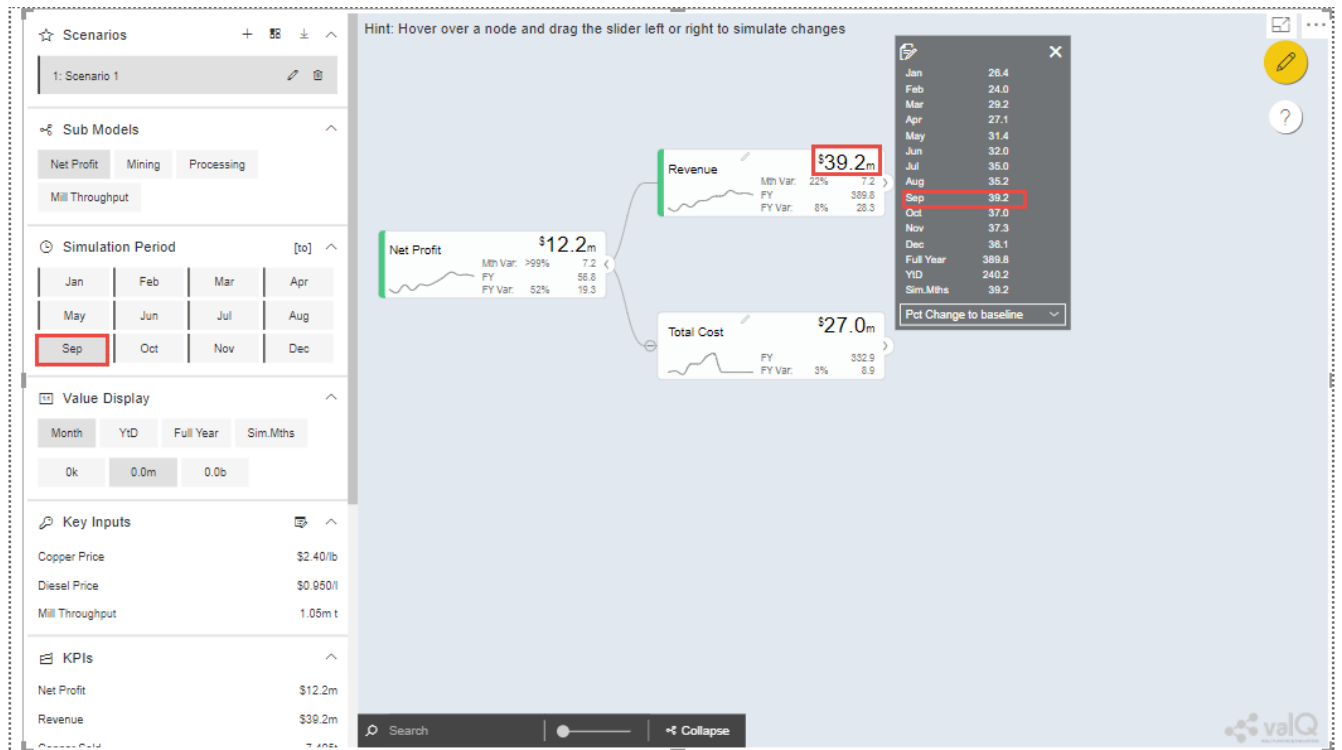 Scenarios
1: Scenario 1
Sub Models
Net Profit Mining Processing
Mill Throughput
Simulation Period [to]
Jan Feb Mar Apr
May Jun Jul Aug
Sep Oct Nov Dec
Value Display
Month YtD Full Year Sim.Mths
0k 0.0m 0.0b
Key Inputs
Copper Price $2.40/lb
Diesel Price $0.950/l
Mill Throughput 1.05m t
KPIs
Net Profit $12.2m
Revenue $39.2m
Hint: Hover over a node and drag the slider left or right to simulate changes
Net Profit $12.2m
Mth Var: >99% 7.2
FY 56.8
FY Var: 52% 19.3
Revenue $39.2m
Mth Var: 22% 7.2
FY 389.8
FY Var: 8% 28.3
Total Cost $27.0m
FY 332.9
FY Var: 3% 8.9
Jan 26.4
Feb 24.0
Mar 29.2
Apr 27.1
May 31.4
Jun 32.0
Jul 35.0
Aug 35.2
Sep 39.2
Oct 37.0
Nov 37.3
Dec 36.1
Full Year 389.8
YtD 240.2
Sim.Mths 39.2
Pct Change to baseline
?
Search
Collapse
valQ